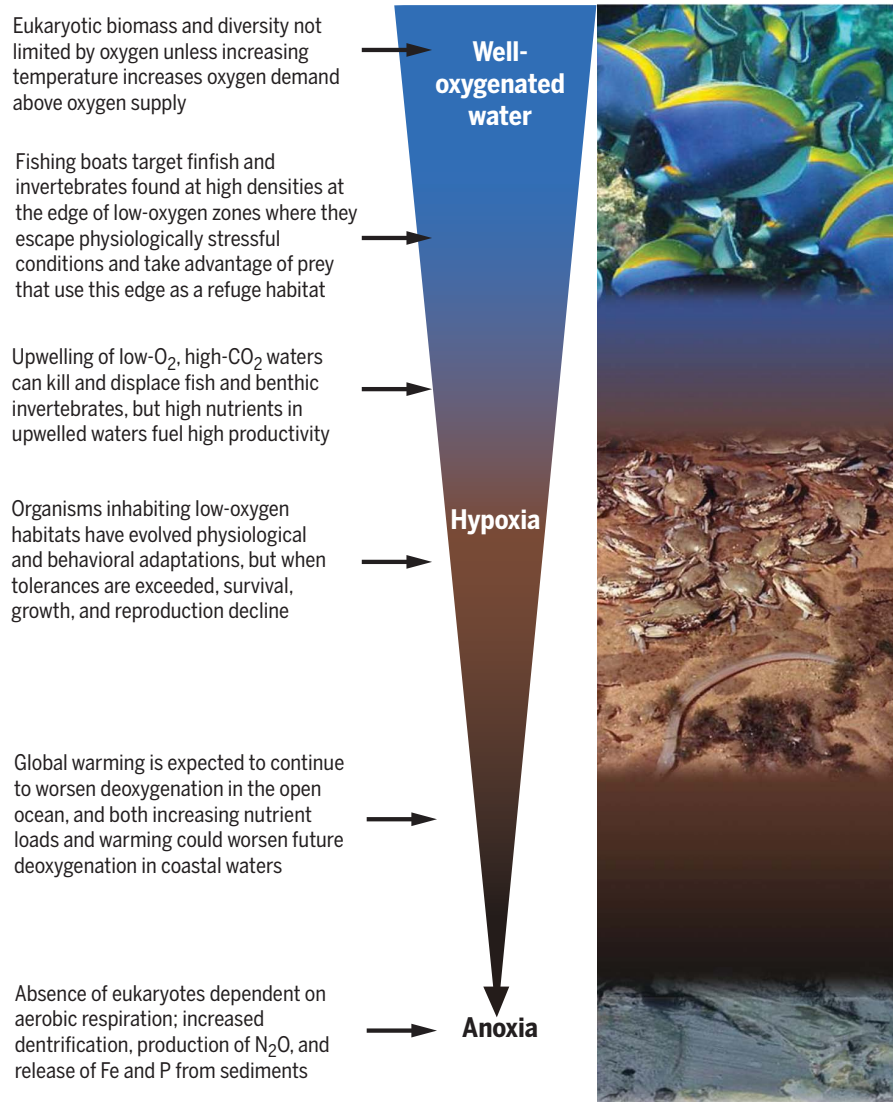 Eukaryotic biomass and diversity not
limited by oxygen unless increasing
temperature increases oxygen demand
above oxygen supply
Well-
oxygenated
water
Fishing boats target finfish and
invertebrates found at high densities at
the edge of low-oxygen zones where they
escape physiologically stressful
conditions and take advantage of prey
that use this edge as a refuge habitat
Upwelling of low-O₂, high-CO₂ waters
can kill and displace fish and benthic
invertebrates, but high nutrients in
upwelled waters fuel high productivity
Organisms inhabiting low-oxygen
habitats have evolved physiological
and behavioral adaptations, but when
tolerances are exceeded, survival,
growth, and reproduction decline
Hypoxia
Global warming is expected to continue
to worsen deoxygenation in the open
ocean, and both increasing nutrient
loads and warming could worsen future
deoxygenation in coastal waters
Absence of eukaryotes dependent on
aerobic respiration; increased
dentrification, production of N₂O, and
release of Fe and P from sediments
Anoxia